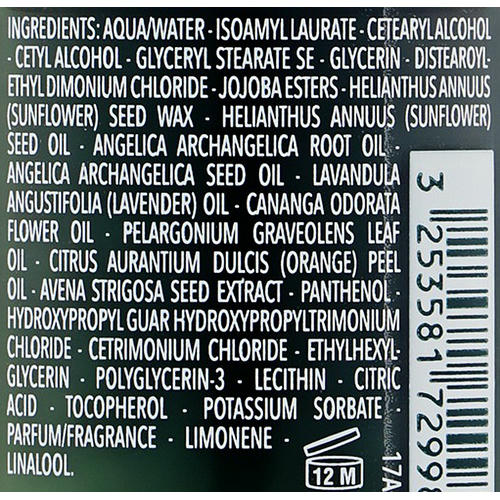 INGREDIENTS: AQUA/WATER · ISOAMYL LAURATE · CETEARYL ALCOHOL
· CETYL ALCOHOL · GLYCERYL STEARATE SE · GLYCERIN · DISTEAROYL-
ETHYL DIMONIUM CHLORIDE · JOJOBA ESTERS · HELIANTHUS ANNUUS
(SUNFLOWER) SEED WAX · HELIANTHUS ANNUUS (SUNFLOWER)
SEED OIL · ANGELICA ARCHANGELICA ROOT OIL ·
ANGELICA ARCHANGELICA SEED OIL · LAVANDULA
ANGUSTIFOLIA (LAVENDER) OIL · CANANGA ODORATA
FLOWER OIL · PELARGONIUM GRAVEOLENS LEAF
OIL · CITRUS AURANTIUM DULCIS (ORANGE) PEEL
OIL · AVENA STRIGOSA SEED EXTRACT · PANTHENOL ·
HYDROXYPROPYL GUAR HYDROXYPROPYLTRIMONIUM
CHLORIDE · CETRIMONIUM CHLORIDE · ETHYLHEXYL-
GLYCERIN · POLYGLYCERIN-3 · LECITHIN · CITRIC
ACID · TOCOPHEROL · POTASSIUM SORBATE ·
PARFUM/FRAGRANCE · LIMONENE ·
LINALOOL.
12 M
17A
3 253581 72998